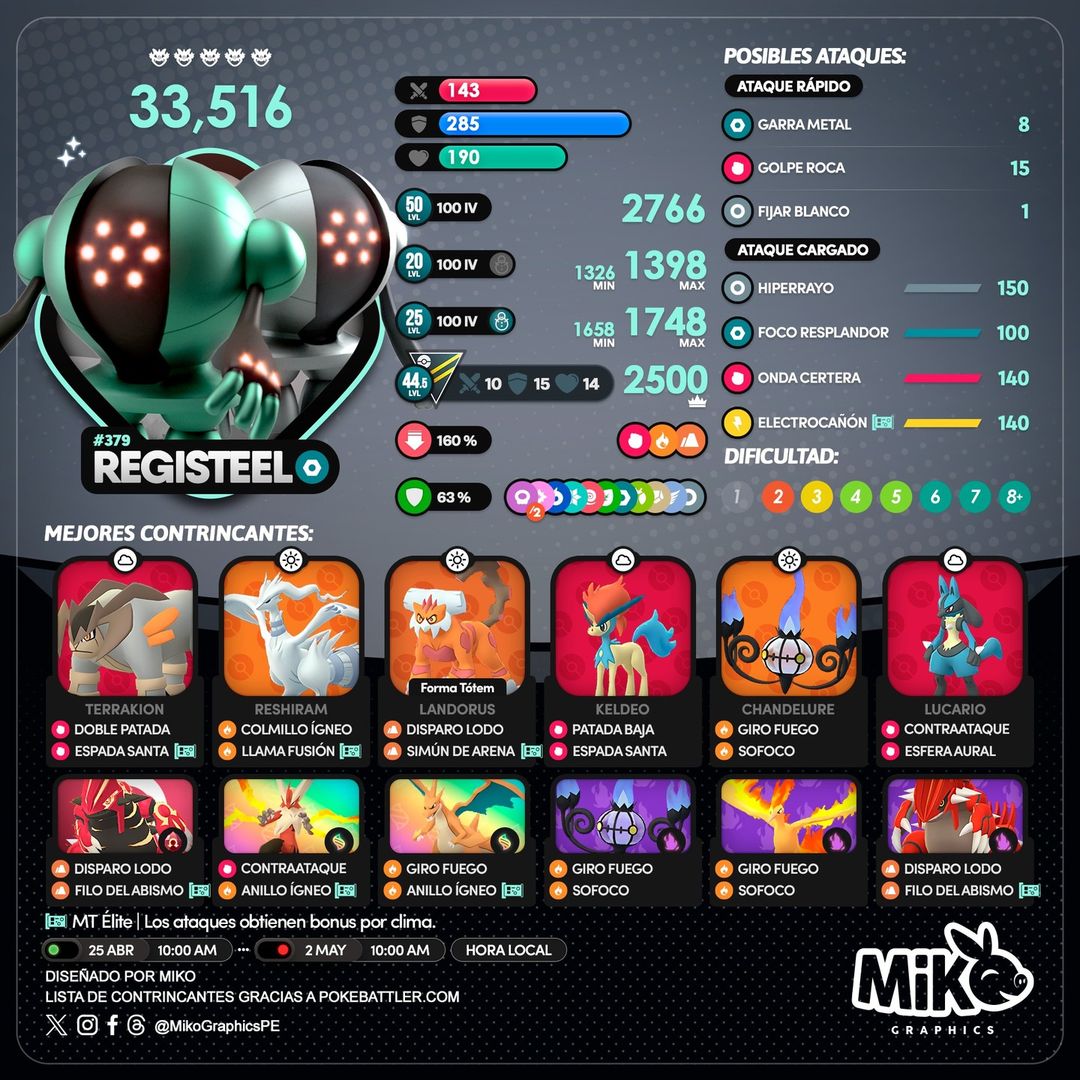 33,516
#379
REGISTEEL
143
285
190
50 LVL 100 IV 2766
20 LVL 100 IV 1326 MIN 1398 MAX
25 LVL 100 IV 1658 MIN 1748 MAX
44.5 LVL 10 15 14 2500
160 %
63 %
/2
POSIBLES ATAQUES:
ATAQUE RÁPIDO
GARRA METAL 8
GOLPE ROCA 15
FIJAR BLANCO 1
ATAQUE CARGADO
HIPERRAYO 150
FOCO RESPLANDOR 100
ONDA CERTERA 140
ELECTROCAÑÓN 140
DIFICULTAD:
1 2 3 4 5 6 7 8+
MEJORES CONTRINCANTES:
TERRAKION
DOBLE PATADA
ESPADA SANTA
RESHIRAM
COLMILLO ÍGNEO
LLAMA FUSIÓN
Forma Tótem
LANDORUS
DISPARO LODO
SIMÚN DE ARENA
KELDEO
PATADA BAJA
ESPADA SANTA
CHANDELURE
GIRO FUEGO
SOFOCO
LUCARIO
CONTRAATAQUE
ESFERA AURAL
DISPARO LODO
FILO DEL ABISMO
CONTRAATAQUE
ANILLO ÍGNEO
GIRO FUEGO
ANILLO ÍGNEO
GIRO FUEGO
SOFOCO
GIRO FUEGO
SOFOCO
DISPARO LODO
FILO DEL ABISMO
MT Élite | Los ataques obtienen bonus por clima.
25 ABR 10:00 AM ... 2 MAY 10:00 AM HORA LOCAL
DISEÑADO POR MIKO
LISTA DE CONTRINCANTES GRACIAS A POKEBATTLER.COM
@MikoGraphicsPE
MiKO
GRAPHICS